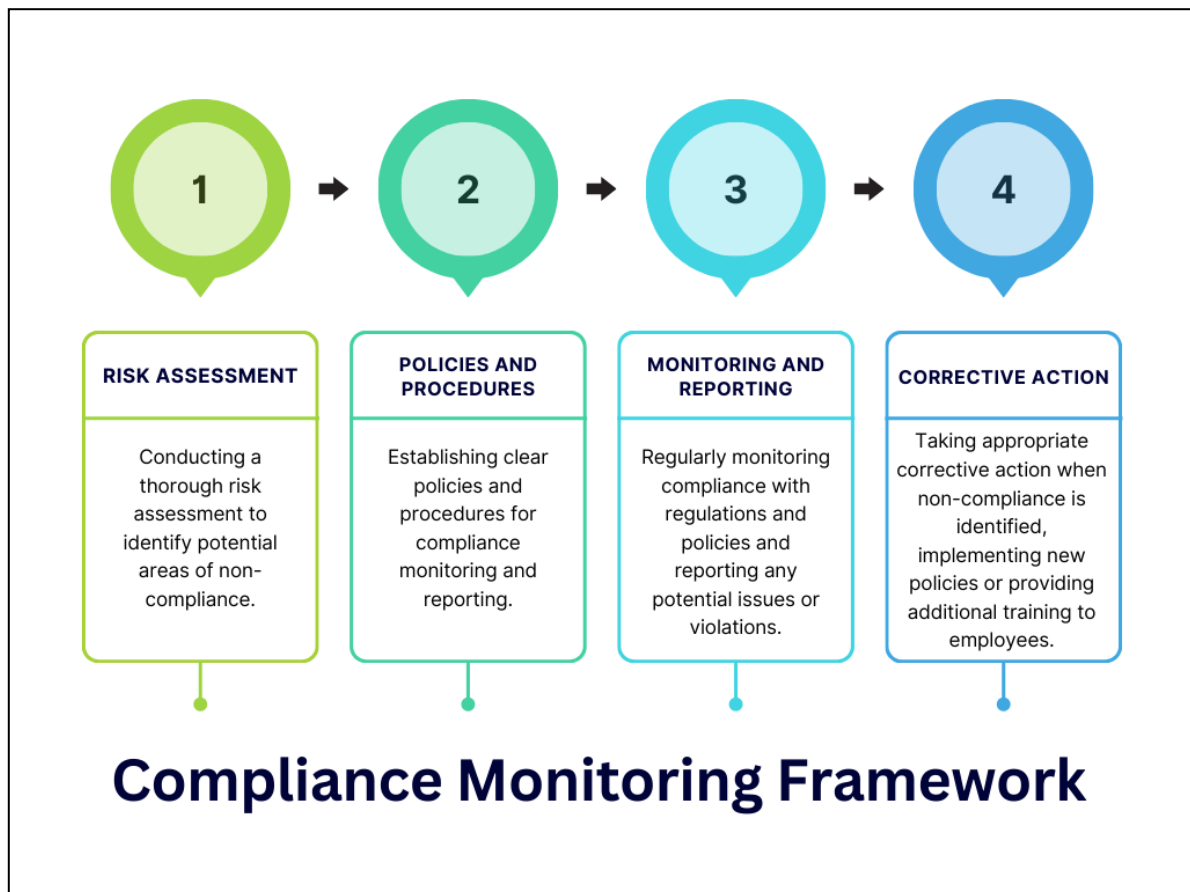 1
2
3
4
RISK ASSESSMENT
Conducting a
thorough risk
assessment to
identify potential
areas of non-
compliance.
POLICIES AND
PROCEDURES
Establishing clear
policies and
procedures for
compliance
monitoring and
reporting.
MONITORING AND
REPORTING
Regularly monitoring
compliance with
regulations and
policies and
reporting any
potential issues or
violations.
CORRECTIVE ACTION
Taking appropriate
corrective action when
non-compliance is
identified,
implementing new
policies or providing
additional training to
employees.
Compliance Monitoring Framework